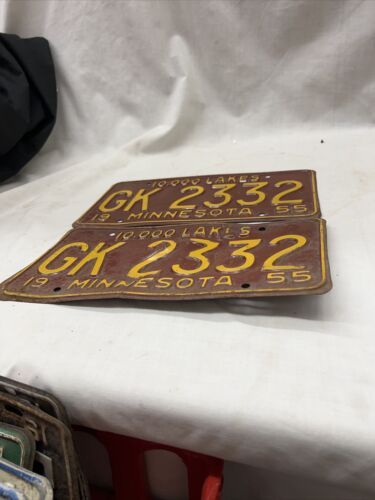 10,000 LAKES
GK 2332
19 MINNESOTA 55
10,000 LAKES
GK 2332
19 MINNESOTA 55